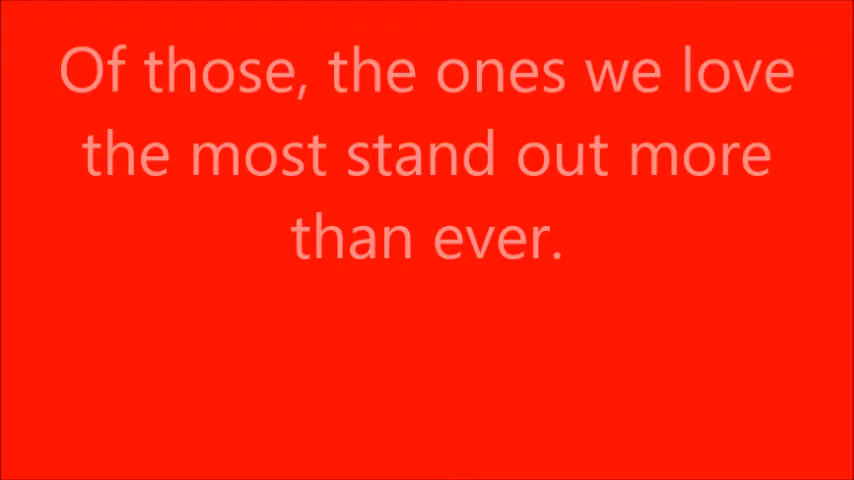 Of those, the ones we love
the most stand out more
than ever.